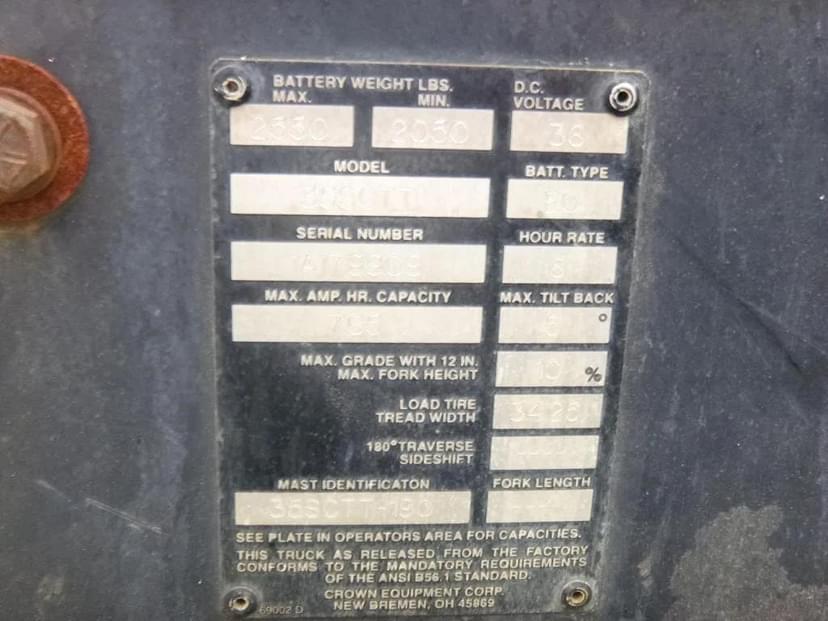 BATTERY WEIGHT LBS. D.C.
MAX. MIN. VOLTAGE
2050 36
MODEL BATT. TYPE
SERIAL NUMBER HOUR RATE
MAX. AMP. HR. CAPACITY MAX. TILT BACK
°
MAX. GRADE WITH 12 IN.
MAX. FORK HEIGHT 10 %
LOAD TIRE
TREAD WIDTH
180° TRAVERSE
SIDESHIFT
MAST IDENTIFICATON FORK LENGTH
SEE PLATE IN OPERATORS AREA FOR CAPACITIES.
THIS TRUCK AS RELEASED FROM THE FACTORY
CONFORMS TO THE MANDATORY REQUIREMENTS
OF THE ANSI B56.1 STANDARD.
CROWN EQUIPMENT CORP.
NEW BREMEN, OH 45869
69002 D